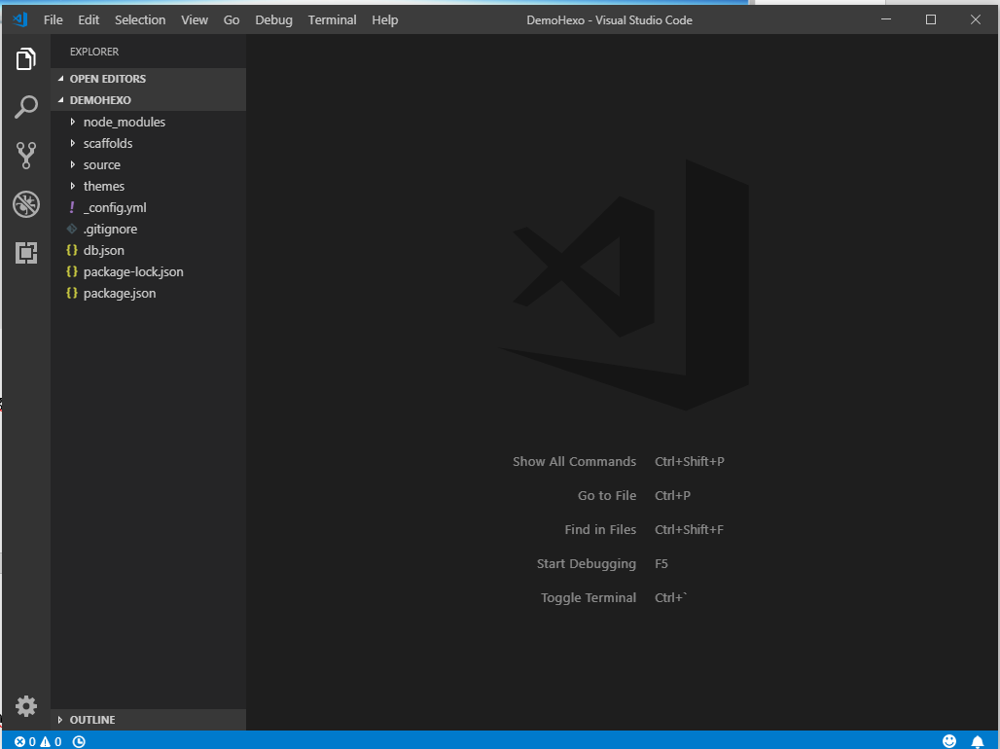 File Edit Selection View Go Debug Terminal Help DemoHexo - Visual Studio Code
EXPLORER
OPEN EDITORS
DEMOHEXO
node_modules
scaffolds
source
themes
! _config.yml
.gitignore
{} db.json
{} package-lock.json
{} package.json
Show All Commands Ctrl+Shift+P
Go to File Ctrl+P
Find in Files Ctrl+Shift+F
Start Debugging F5
Toggle Terminal Ctrl+`
OUTLINE
0 0